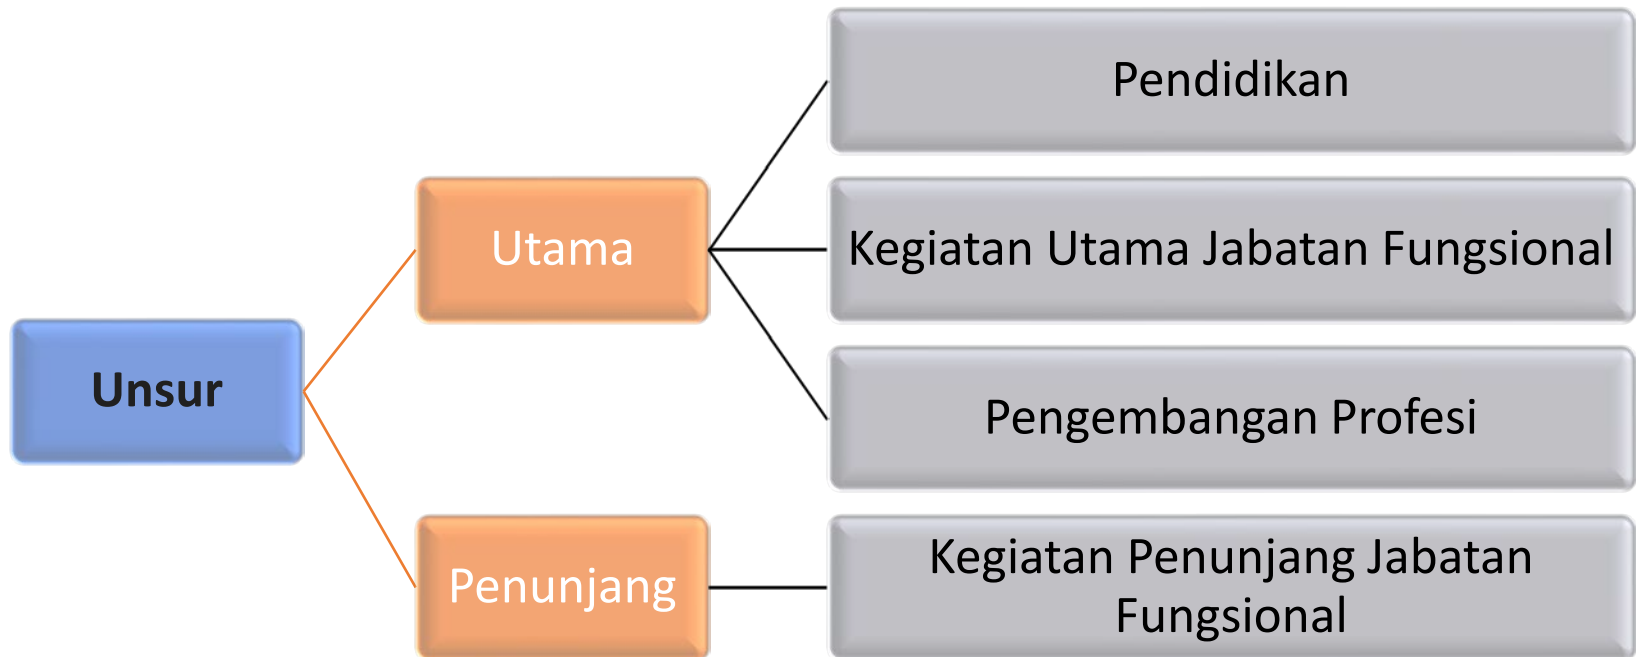 Pendidikan
Utama
Kegiatan Utama Jabatan Fungsional
Unsur
Pengembangan Profesi
Penunjang
Kegiatan Penunjang Jabatan
Fungsional